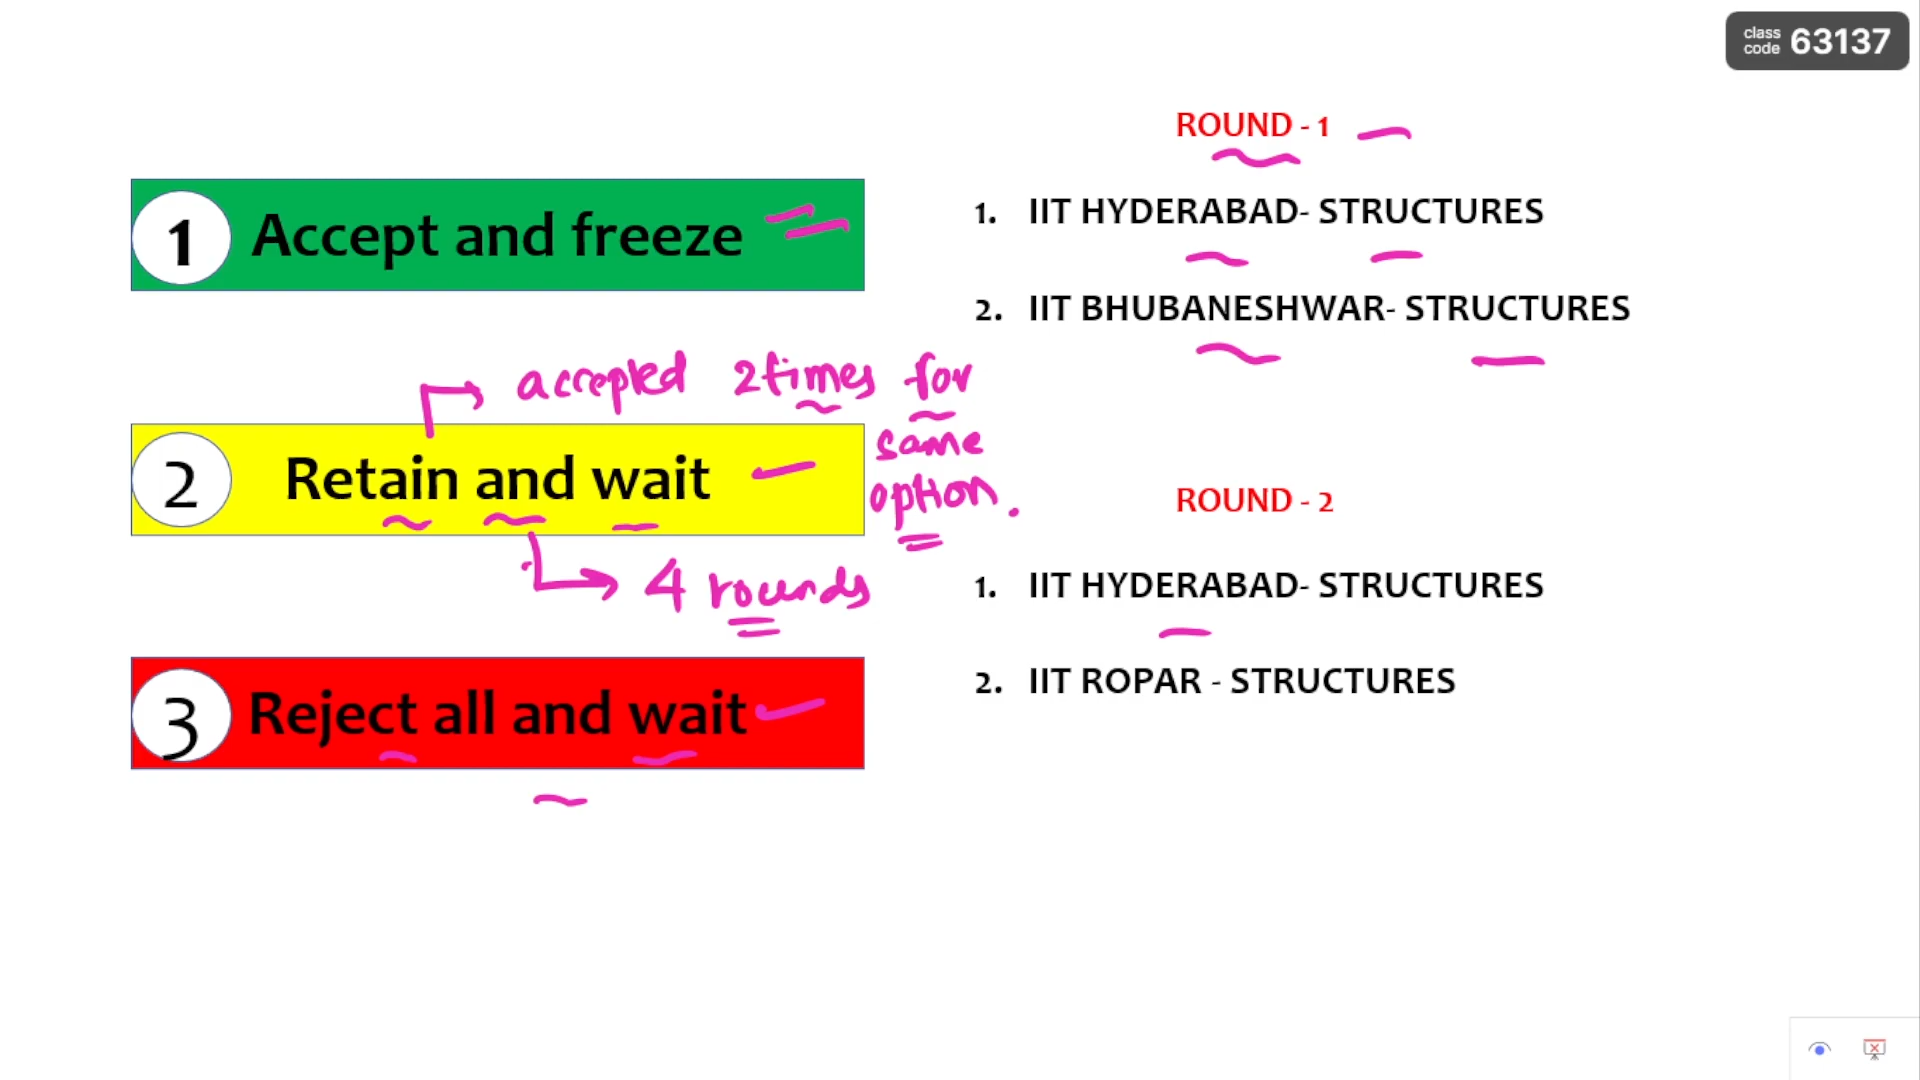 class code 63137
ROUND - 1
1 Accept and freeze
1. IIT HYDERABAD- STRUCTURES
2. IIT BHUBANESHWAR- STRUCTURES
accepted 2 times for
same
option.
2 Retain and wait
4 rounds
ROUND - 2
1. IIT HYDERABAD- STRUCTURES
2. IIT ROPAR - STRUCTURES
3 Reject all and wait